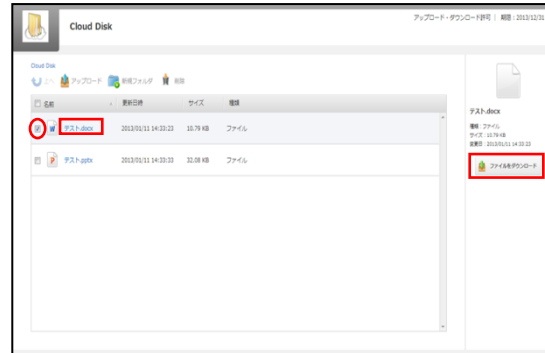 Cloud Disk
アップロード・ダウンロード許可 | 期限 : 2013/12/31
Cloud Disk
上へ アップロード 新規フォルダ 削除
名前 更新日時 サイズ 種類
テスト.docx 2013/01/11 14:33:23 10.79 KB ファイル
テスト.pptx 2013/01/11 14:33:33 32.08 KB ファイル
テスト.docx
種類 : ファイル
サイズ : 10.79 KB
変更日 : 2013/01/11 14:33:23
ファイルをダウンロード